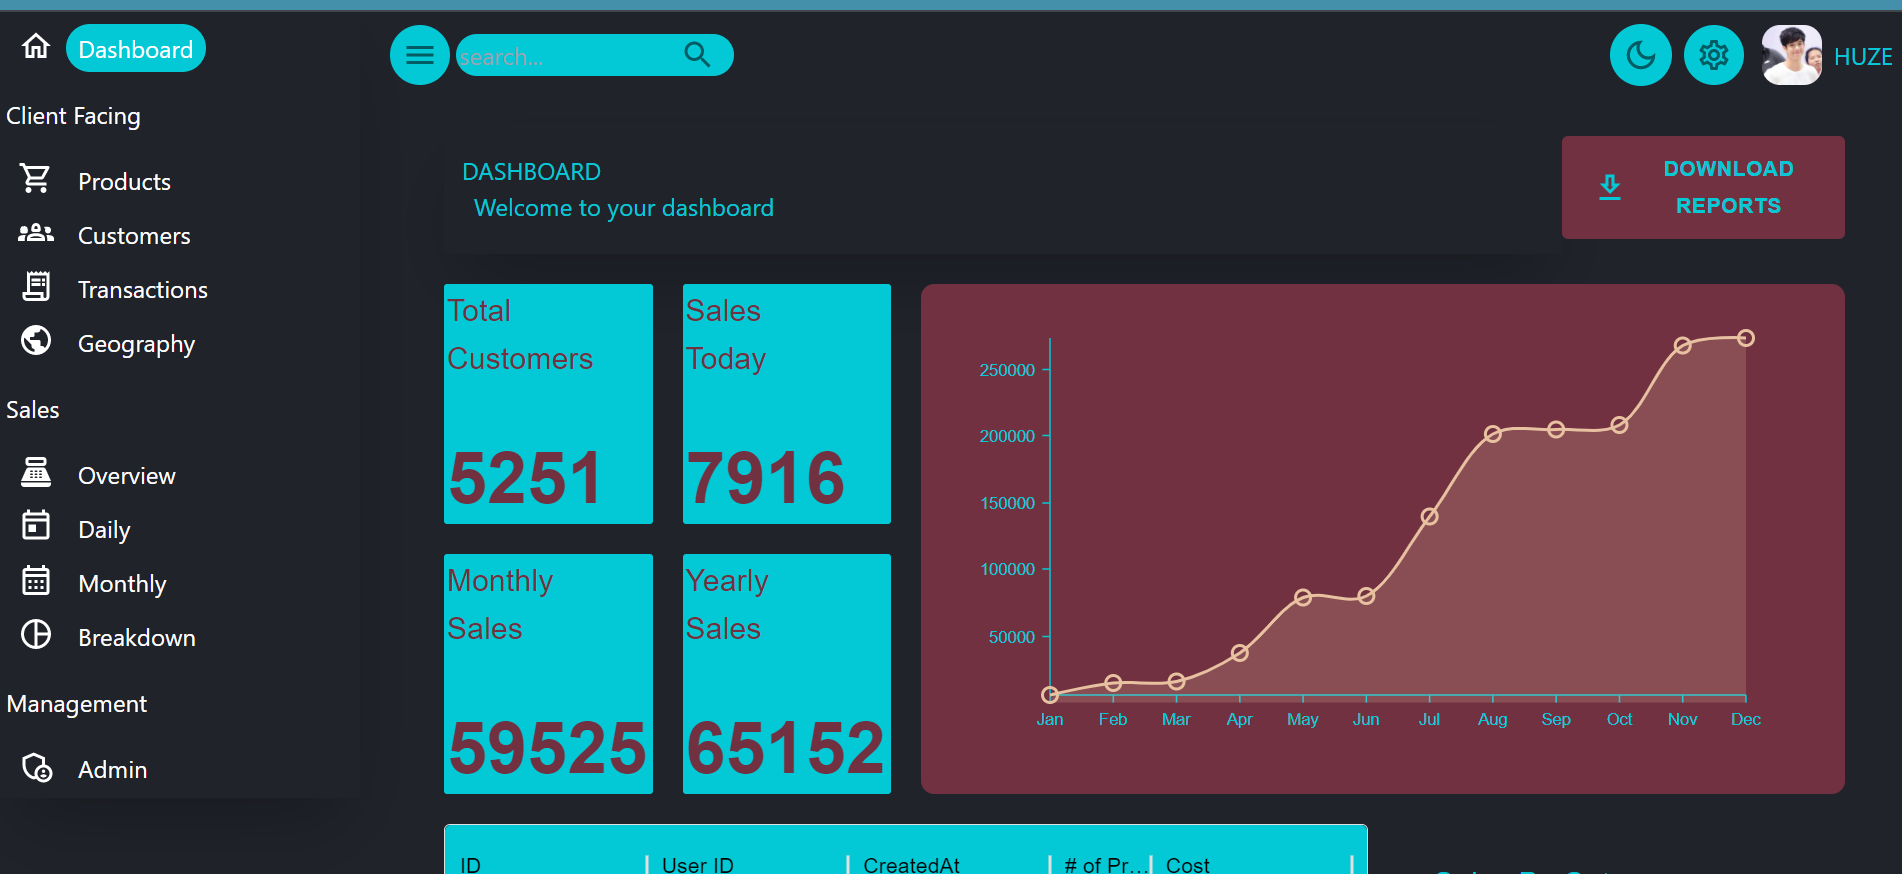 Dashboard
search...
HUZE
Client Facing
Products
Customers
Transactions
Geography
Sales
Overview
Daily
Monthly
Breakdown
Management
Admin
DASHBOARD
Welcome to your dashboard
DOWNLOAD
REPORTS
Total
Customers
5251
Sales
Today
7916
Monthly
Sales
59525
Yearly
Sales
65152
250000
200000
150000
100000
50000
Jan Feb Mar Apr May Jun Jul Aug Sep Oct Nov Dec
ID User ID CreatedAt # of Pr... Cost